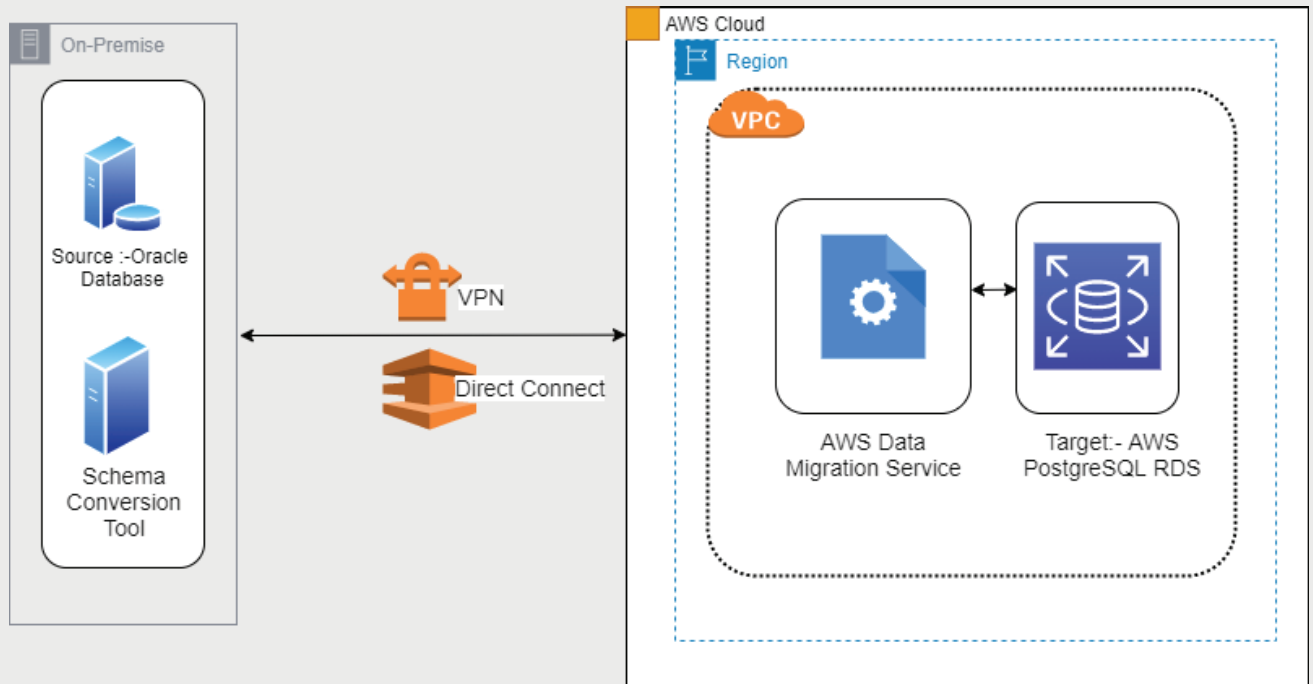 On-Premise
Source :-Oracle
Database
Schema
Conversion
Tool
VPN
Direct Connect
AWS Cloud
Region
VPC
AWS Data
Migration Service
Target:- AWS
PostgreSQL RDS